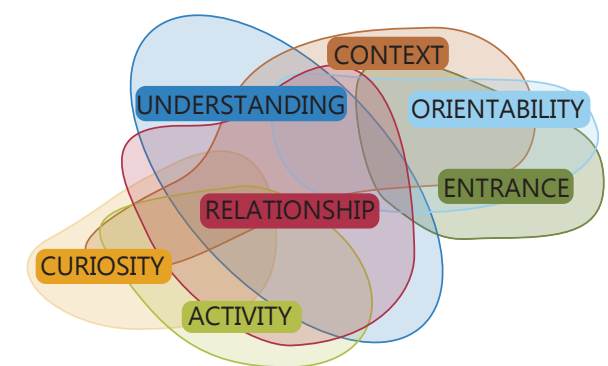 CONTEXT
UNDERSTANDING
ORIENTABILITY
ENTRANCE
RELATIONSHIP
CURIOSITY
ACTIVITY